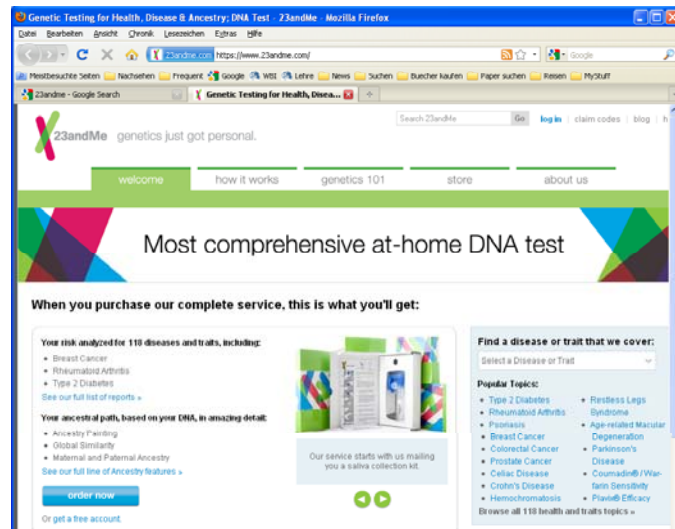 Genetic Testing for Health, Disease & Ancestry; DNA Test - 23andMe - Mozilla Firefox
Datei Bearbeiten Ansicht Chronik Lesezeichen Extras Hilfe
23andme.com https://www.23andme.com/ Google
Meistbesuchte Seiten Nachsehen Frequent Google WBI Lehre News Suchen Buecher kaufen Paper suchen Reisen MyStuff
23andme - Google Search Genetic Testing for Health, Disea...
23andMe genetics just got personal.
Search 23andMe Go log in claim codes blog h
welcome how it works genetics 101 store about us
Most comprehensive at-home DNA test
When you purchase our complete service, this is what you'll get:
Your risk analyzed for 118 diseases and traits, including:
• Breast Cancer
• Rheumatoid Arthritis
• Type 2 Diabetes
See our full list of reports »
Your ancestral path, based on your DNA, in amazing detail:
• Ancestry Painting
• Global Similarity
• Maternal and Paternal Ancestry
See our full line of Ancestry features »
order now
Or get a free account.
Our service starts with us mailing
you a saliva collection kit.
Find a disease or trait that we cover:
Select a Disease or Trait
Popular Topics:
• Type 2 Diabetes
• Rheumatoid Arthritis
• Psoriasis
• Breast Cancer
• Colorectal Cancer
• Prostate Cancer
• Celiac Disease
• Crohn's Disease
• Hemochromatosis
• Restless Legs
Syndrome
• Age-related Macular
Degeneration
• Parkinson's
Disease
• Coumadin® / War-
farin Sensitivity
• Plavix® Efficacy
Browse all 118 health and traits topics »